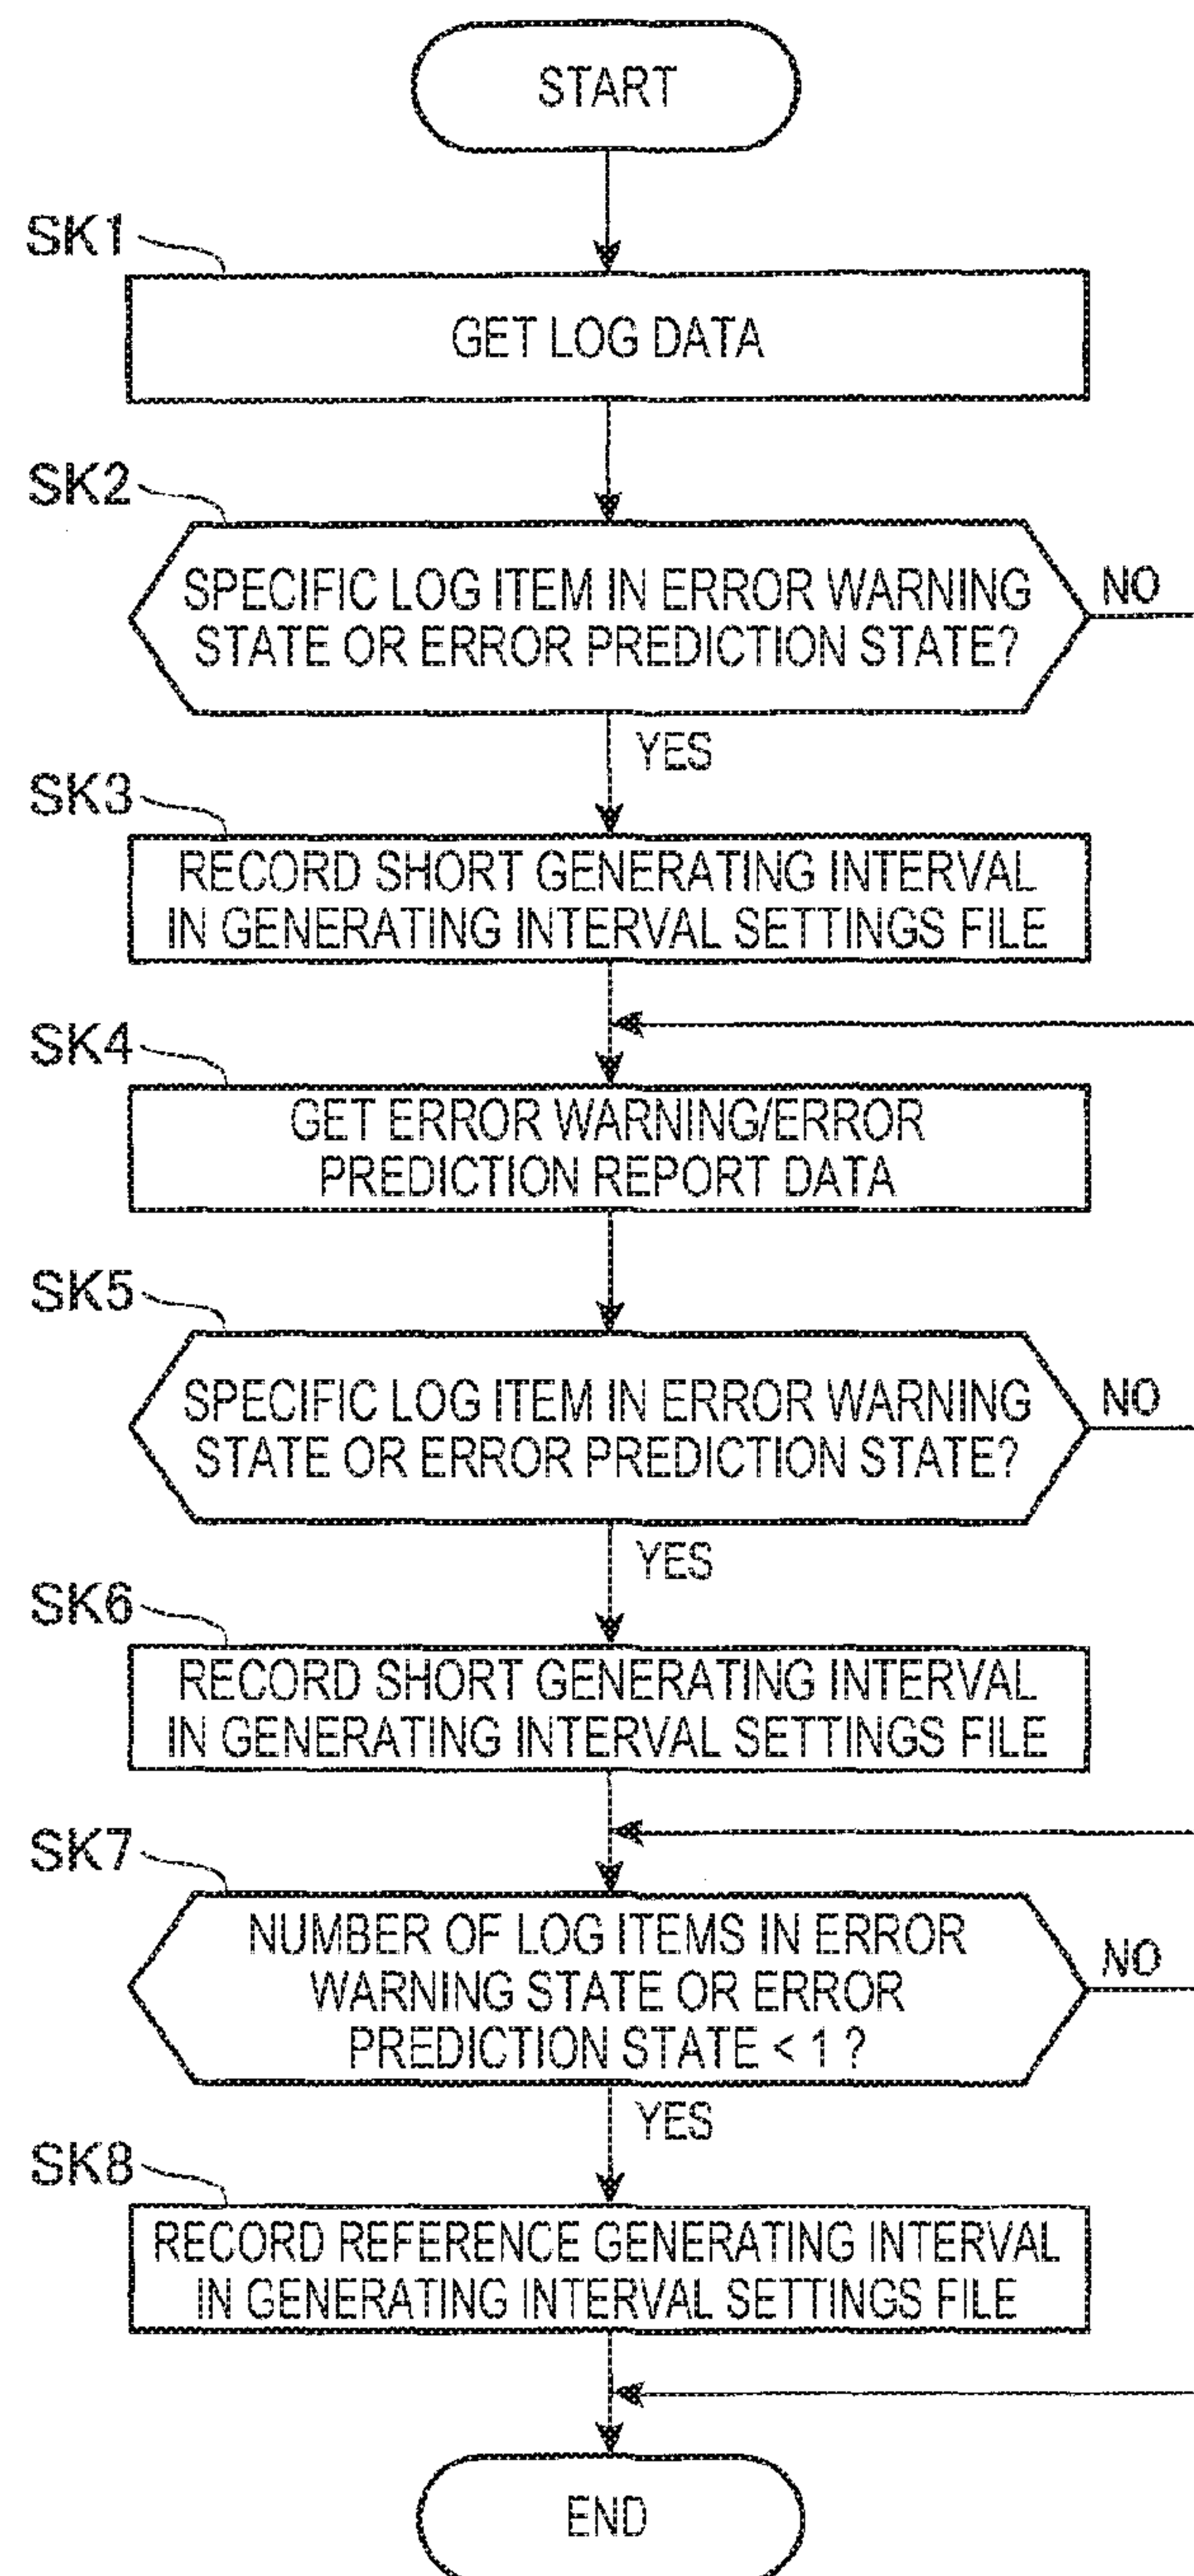 START
SK1
GET LOG DATA
SK2
SPECIFIC LOG ITEM IN ERROR WARNING
STATE OR ERROR PREDICTION STATE?
NO
YES
SK3
RECORD SHORT GENERATING INTERVAL
IN GENERATING INTERVAL SETTINGS FILE
SK4
GET ERROR WARNING/ERROR
PREDICTION REPORT DATA
SK5
SPECIFIC LOG ITEM IN ERROR WARNING
STATE OR ERROR PREDICTION STATE?
NO
YES
SK6
RECORD SHORT GENERATING INTERVAL
IN GENERATING INTERVAL SETTINGS FILE
SK7
NUMBER OF LOG ITEMS IN ERROR
WARNING STATE OR ERROR
PREDICTION STATE < 1 ?
NO
YES
SK8
RECORD REFERENCE GENERATING INTERVAL
IN GENERATING INTERVAL SETTINGS FILE
END